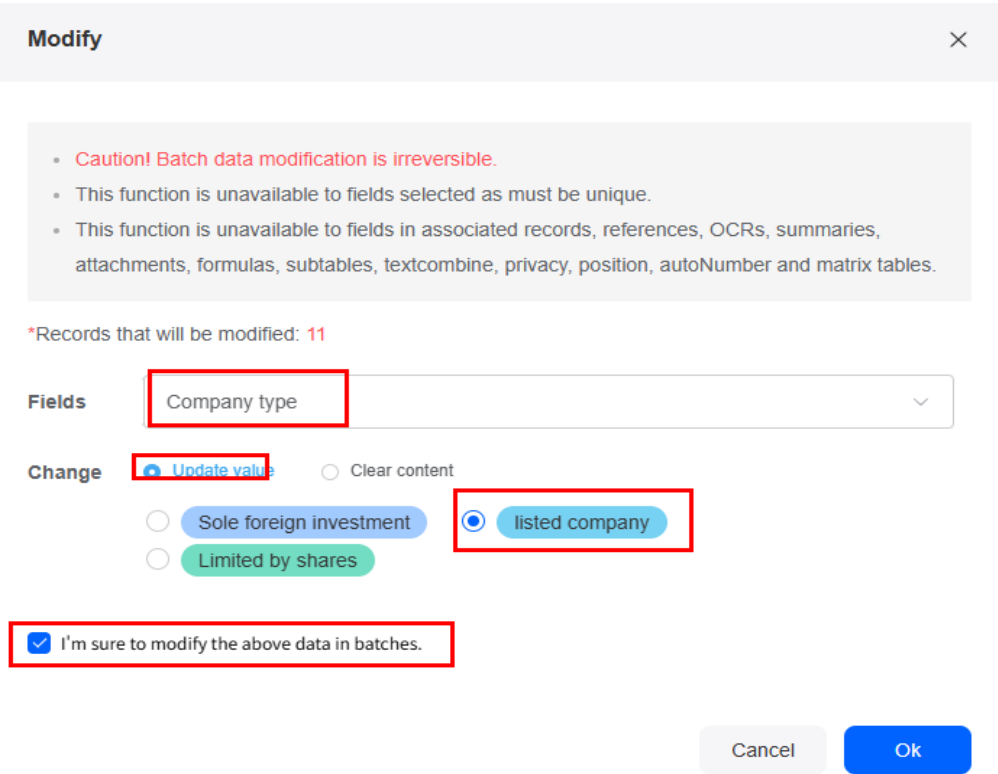 Modify
Caution! Batch data modification is irreversible.
This function is unavailable to fields selected as must be unique.
This function is unavailable to fields in associated records, references, OCRs, summaries,
attachments, formulas, subtables, textcombine, privacy, position, autoNumber and matrix tables.
*Records that will be modified: 11
Fields Company type
Change Update value Clear content
Sole foreign investment listed company
Limited by shares
I'm sure to modify the above data in batches.
Cancel Ok